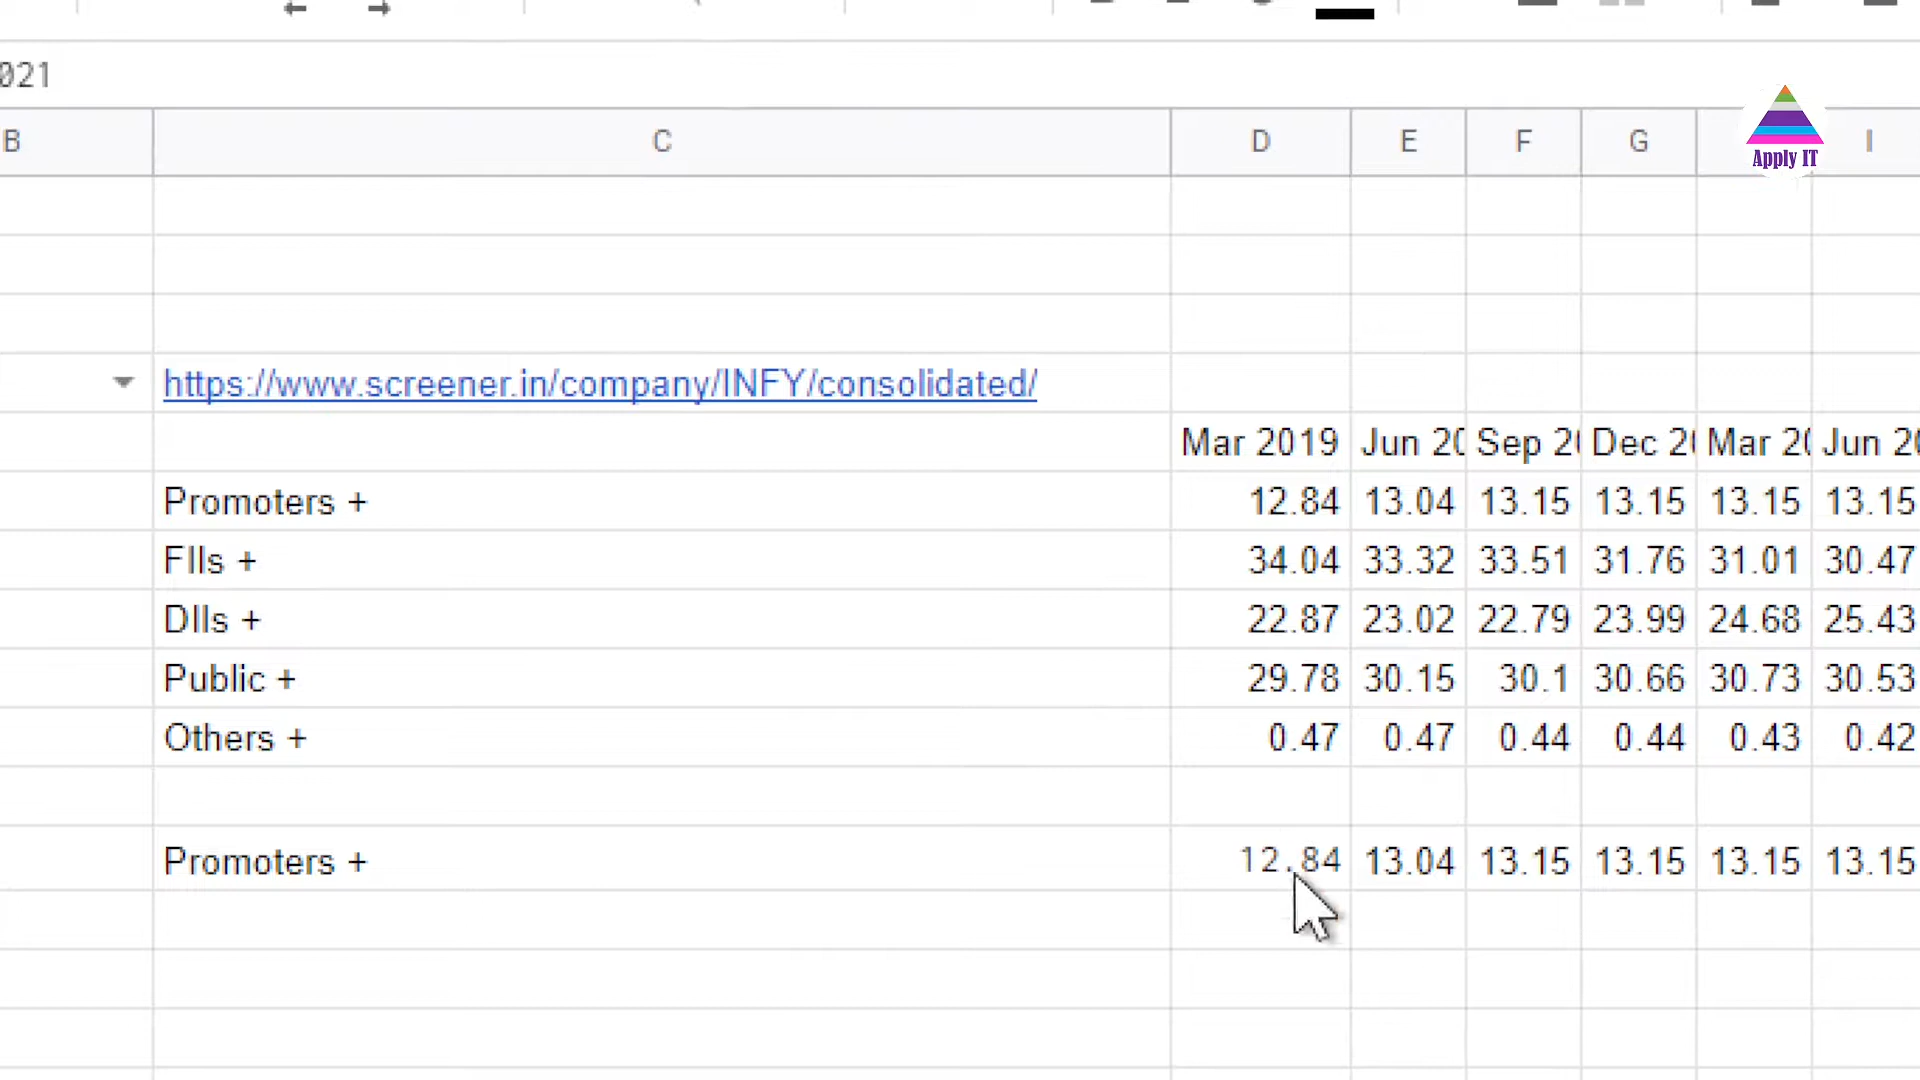 021
B C D E F G I
Apply IT
https://www.screener.in/company/INFY/consolidated/
Mar 2019 Jun 20 Sep 20 Dec 20 Mar 20 Jun 20
Promoters + 12.84 13.04 13.15 13.15 13.15 13.15
FIIs + 34.04 33.32 33.51 31.76 31.01 30.47
DIIs + 22.87 23.02 22.79 23.99 24.68 25.43
Public + 29.78 30.15 30.1 30.66 30.73 30.53
Others + 0.47 0.47 0.44 0.44 0.43 0.42
Promoters + 12.84 13.04 13.15 13.15 13.15 13.15